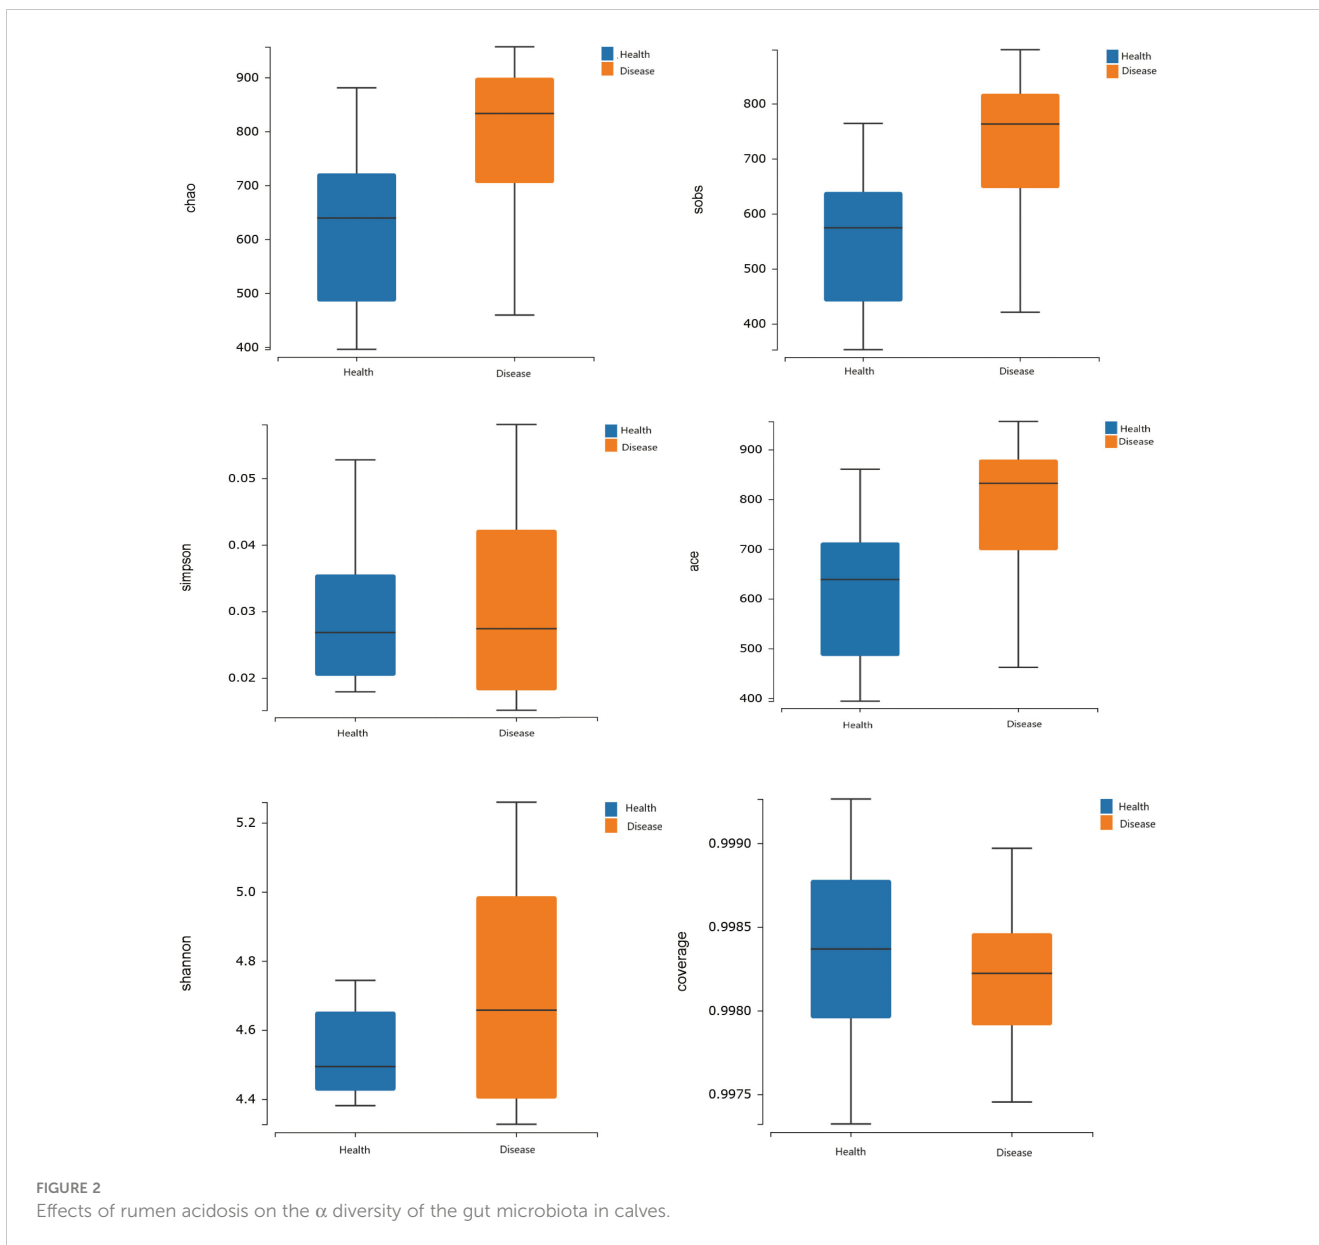 900
800
700
600
500
400
chao
Health
Disease
Health
Disease
800
700
600
500
400
sobs
Health
Disease
Health
Disease
0.05
0.04
0.03
0.02
simpson
Health
Disease
Health
Disease
900
800
700
600
500
400
ace
Health
Disease
Health
Disease
5.2
5.0
4.8
4.6
4.4
shannon
Health
Disease
Health
Disease
0.9990
0.9985
0.9980
0.9975
coverage
Health
Disease
Health
Disease
FIGURE 2
Effects of rumen acidosis on the α diversity of the gut microbiota in calves.